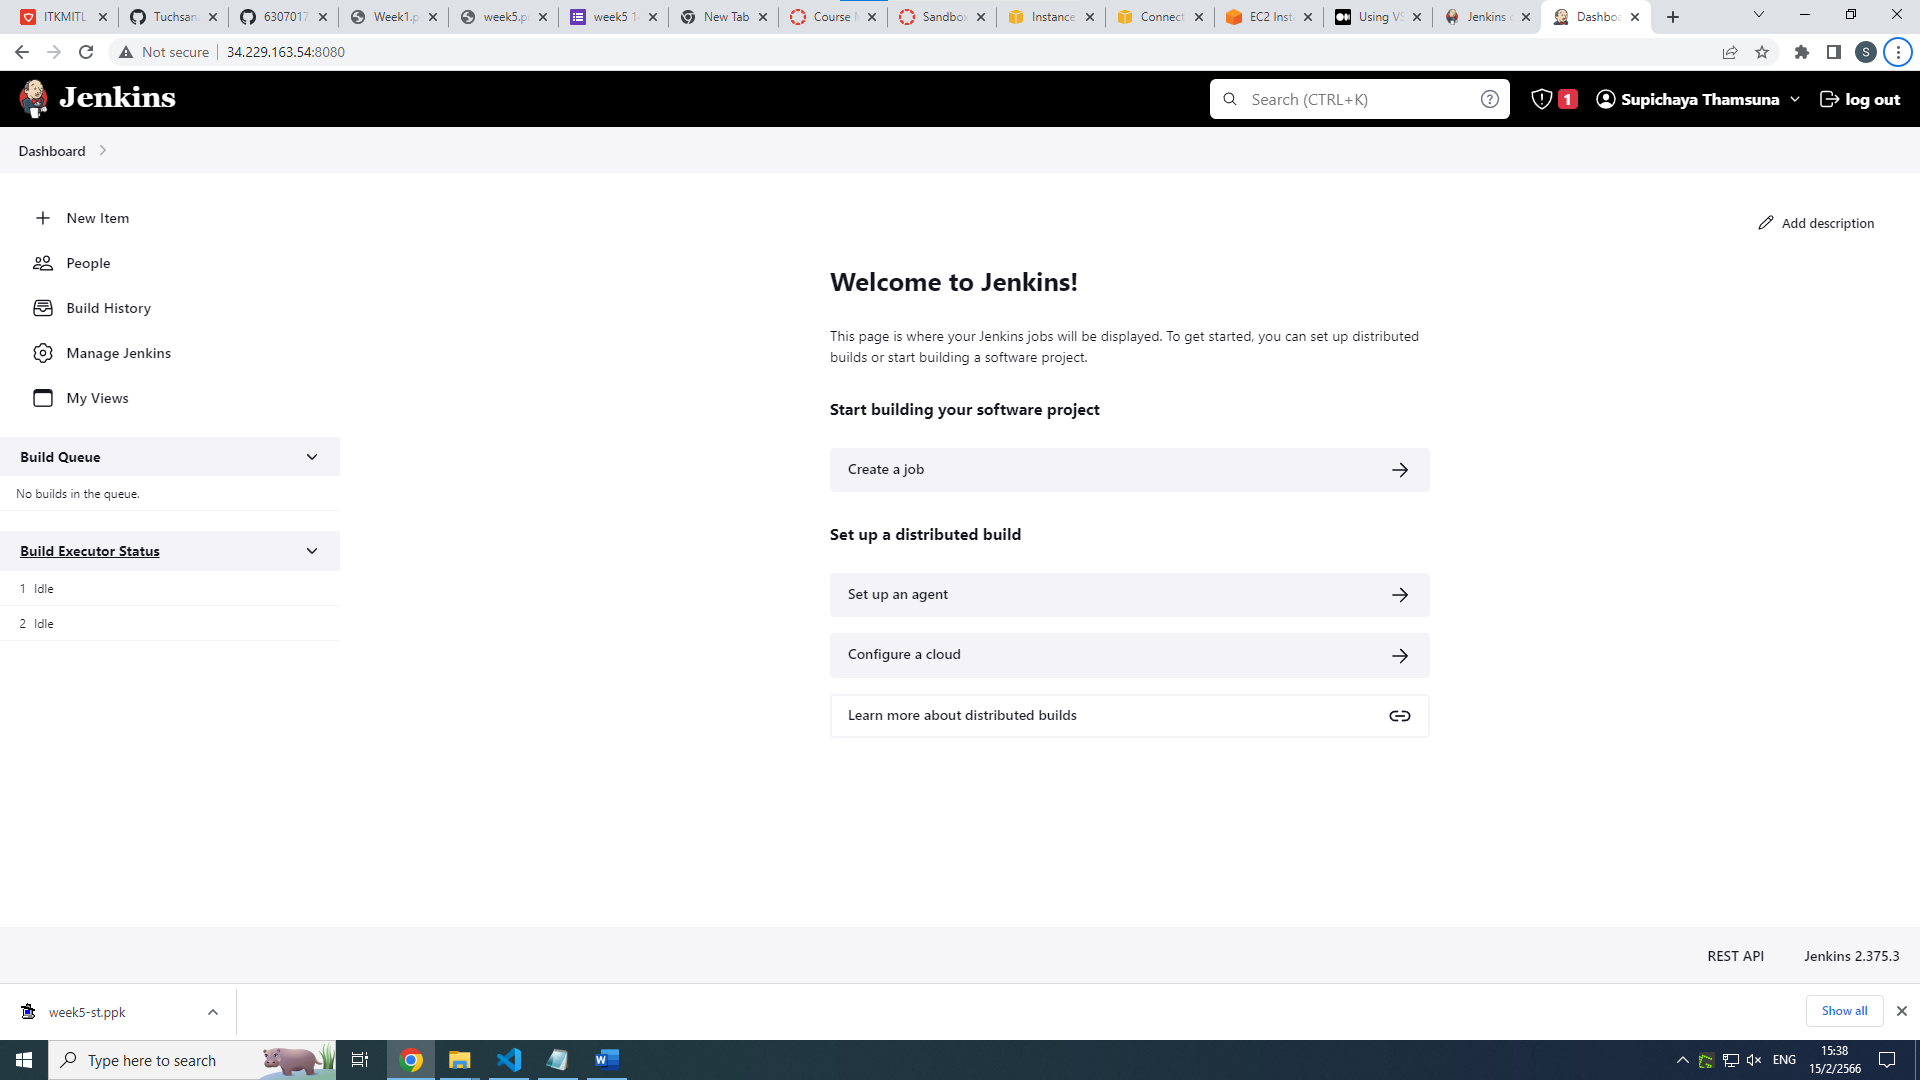 ITKMITL
Tuchsan
6307017
Week1.p
week5.p
week5 1
New Tab
Course
Sandbox
Instance
Connect
EC2 Inst
Using VS
Jenkins
Dashboa
Not secure
34.229.163.54:8080
S
Jenkins
Search (CTRL+K)
1
Supichaya Thamsuna
log out
Dashboard
New Item
People
Build History
Manage Jenkins
My Views
Build Queue
No builds in the queue.
Build Executor Status
1 Idle
2 Idle
Add description
Welcome to Jenkins!
This page is where your Jenkins jobs will be displayed. To get started, you can set up distributed
builds or start building a software project.
Start building your software project
Create a job
Set up a distributed build
Set up an agent
Configure a cloud
Learn more about distributed builds
REST API
Jenkins 2.375.3
week5-st.ppk
Show all
Type here to search
ENG
15:38
15/2/2566